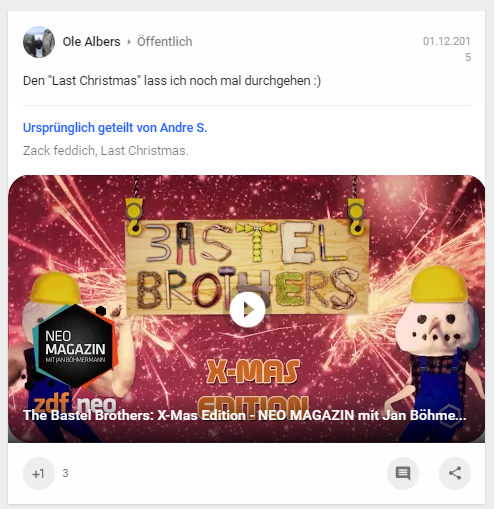 Ole Albers
Öffentlich
01.12.201
5
Den "Last Christmas" lass ich noch mal durchgehen :)
Ursprünglich geteilt von Andre S.
Zack feddich, Last Christmas.
BASTEL
BROTHERS
NEO
MAGAZIN
MIT JAN BÖHMERMANN
X-MAS
EDITION
zdf.neo
The Bastel Brothers: X-Mas Edition - NEO MAGAZIN mit Jan Böhme...
+1
3